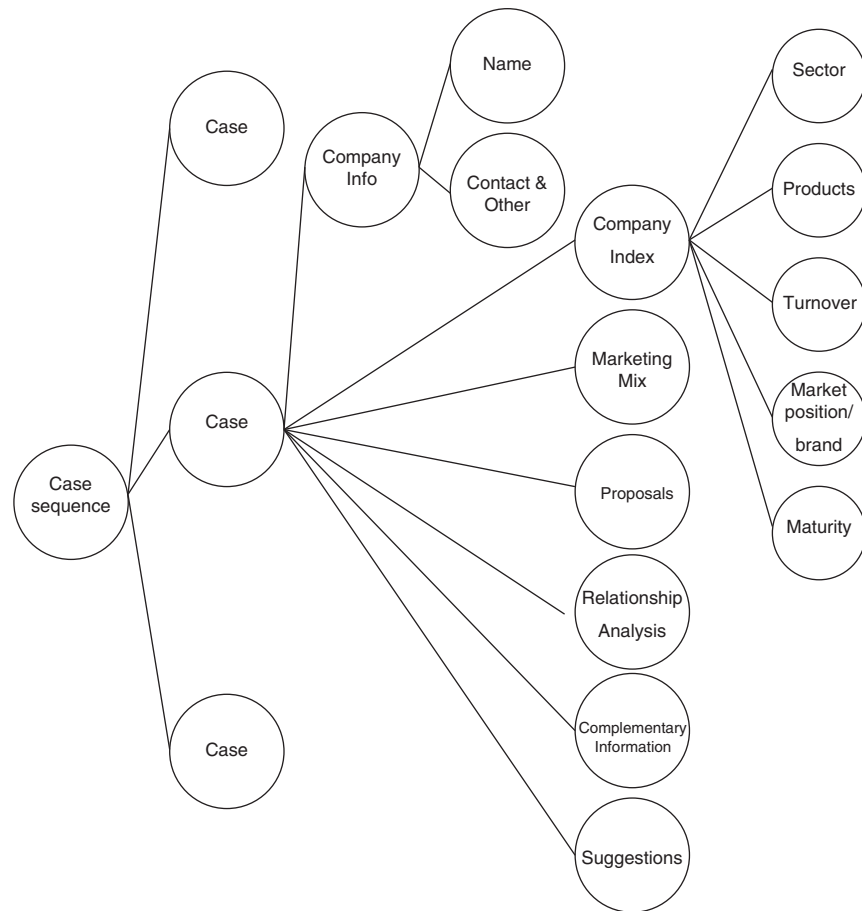 Case
sequence
Case
Case
Case
Company
Info
Name
Contact &
Other
Company
Index
Marketing
Mix
Proposals
Relationship
Analysis
Complementary
Information
Suggestions
Sector
Products
Turnover
Market
position/
brand
Maturity